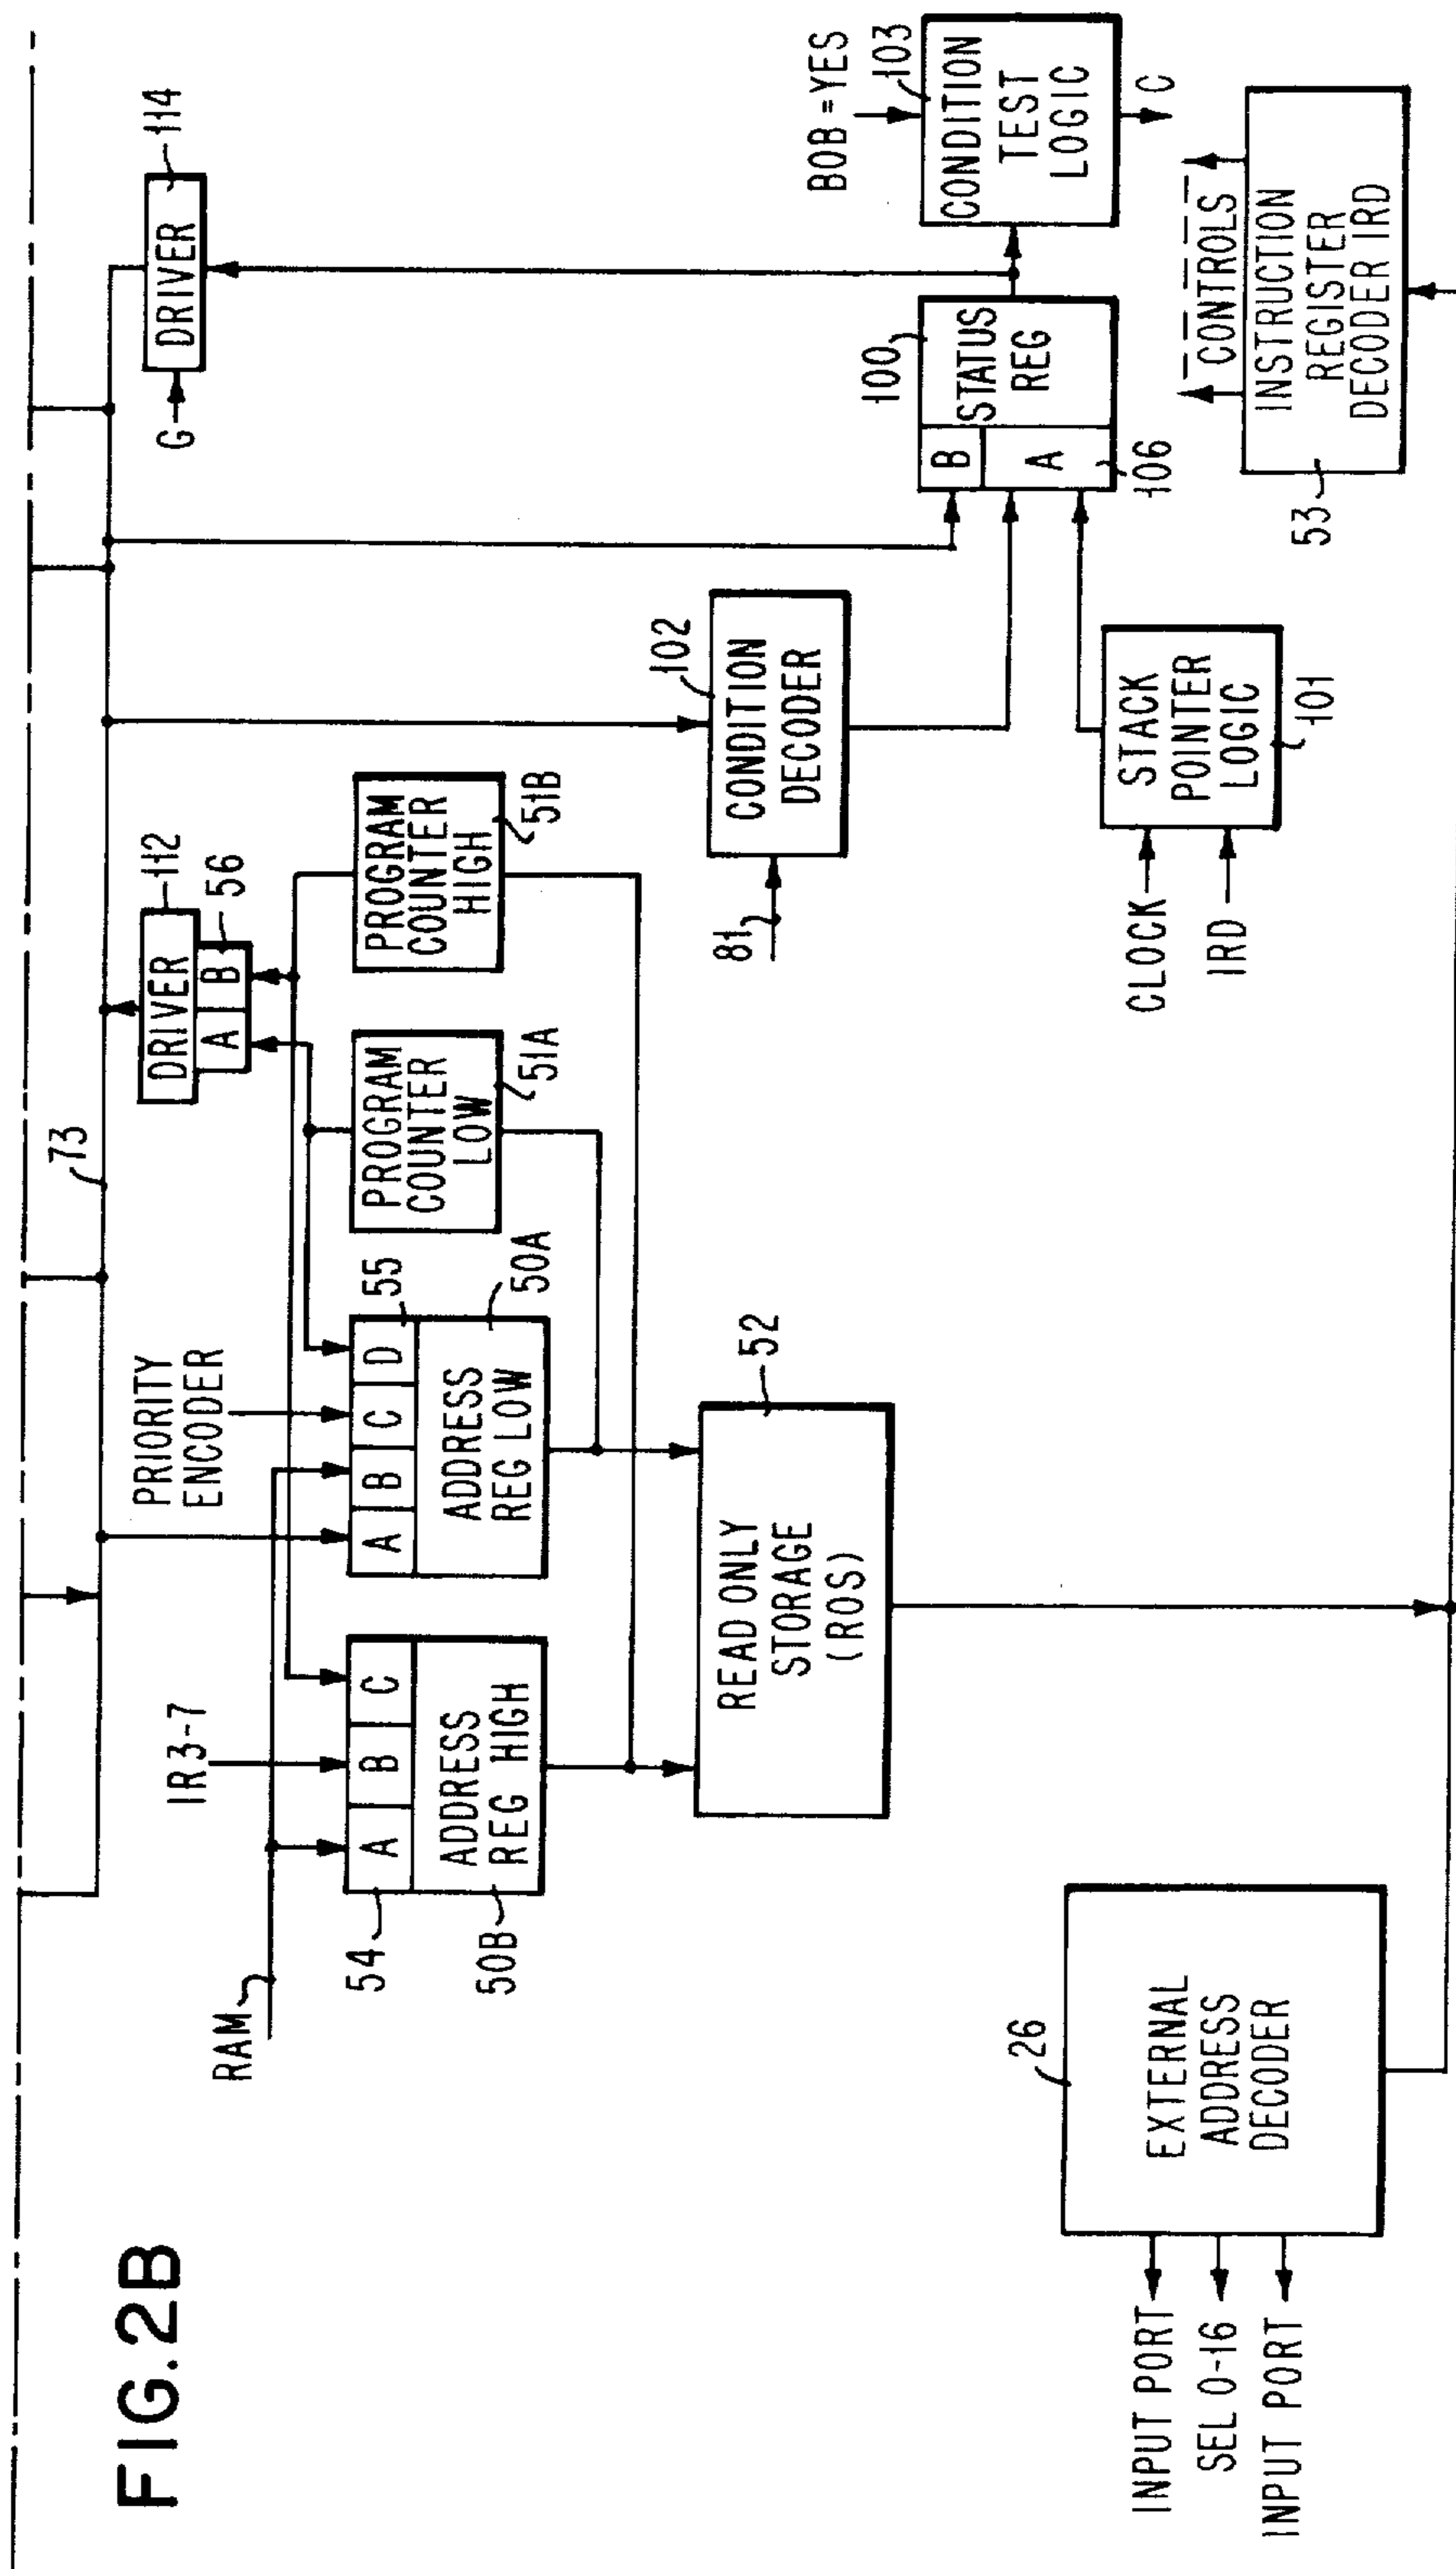 FIG. 2B
73
DRIVER
114
G
DRIVER
112
A
B
56
PRIORITY
ENCODER
IR3-7
RAM
54
A
B
C
ADDRESS
REG HIGH
50B
A
B
C
D
55
ADDRESS
REG LOW
50A
PROGRAM
COUNTER
LOW
51A
PROGRAM
COUNTER
HIGH
51B
READ ONLY
STORAGE
(ROS)
52
102
CONDITION
DECODER
81
100
B
A
STATUS
REG
106
BOB = YES
103
CONDITION
TEST
LOGIC
C
CLOCK
IRD
STACK
POINTER
LOGIC
101
CONTROLS
INSTRUCTION
REGISTER
DECODER IRD
53
26
EXTERNAL
ADDRESS
DECODER
INPUT PORT
SEL 0-16
INPUT PORT